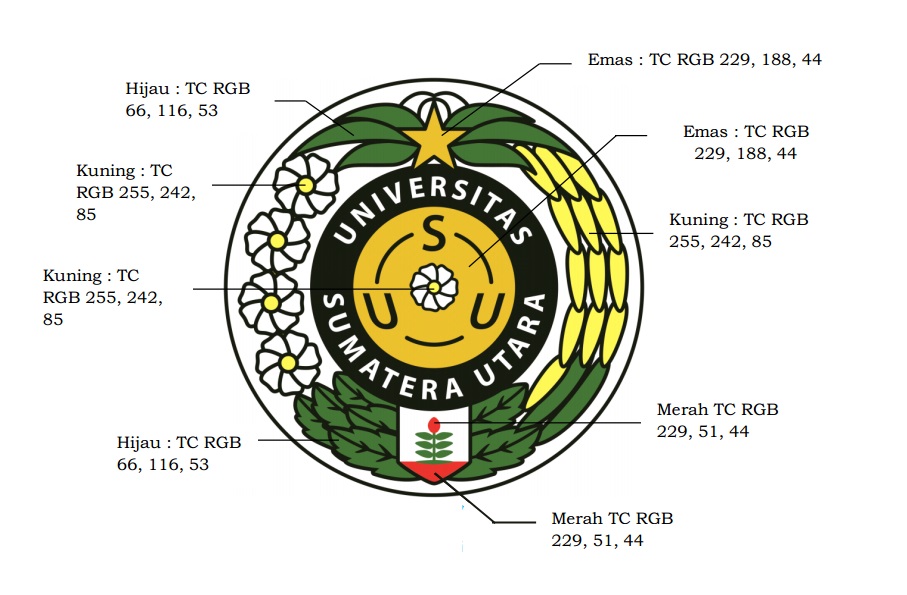 Emas : TC RGB 229, 188, 44
Hijau : TC RGB
66, 116, 53
Emas : TC RGB
229, 188, 44
Kuning : TC
RGB 255, 242,
85
Kuning : TC RGB
255, 242, 85
UNIVERSITAS
S
U U
SUMATERA UTARA
Kuning : TC
RGB 255, 242,
85
Merah TC RGB
229, 51, 44
Hijau : TC RGB
66, 116, 53
Merah TC RGB
229, 51, 44